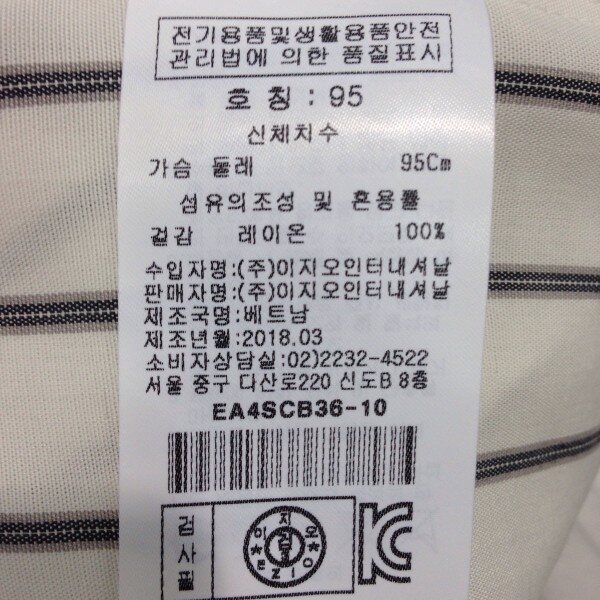 전기용품및생활용품안전
관리법에 의한 품질표시
호 칭 : 95
신체치수
가슴 둘레 95Cm
섬유의조성 및 혼용률
겉감 레이온 100%
수입자명:(주)이지오인터내셔날
판매자명:(주)이지오인터내셔날
제조국명:베트남
제조년월:2018.03
소비자상담실:02)2232-4522
서울 중구 다산로220 신도B 8층
EA4SCB36-10
검사필
이지오
EZIO